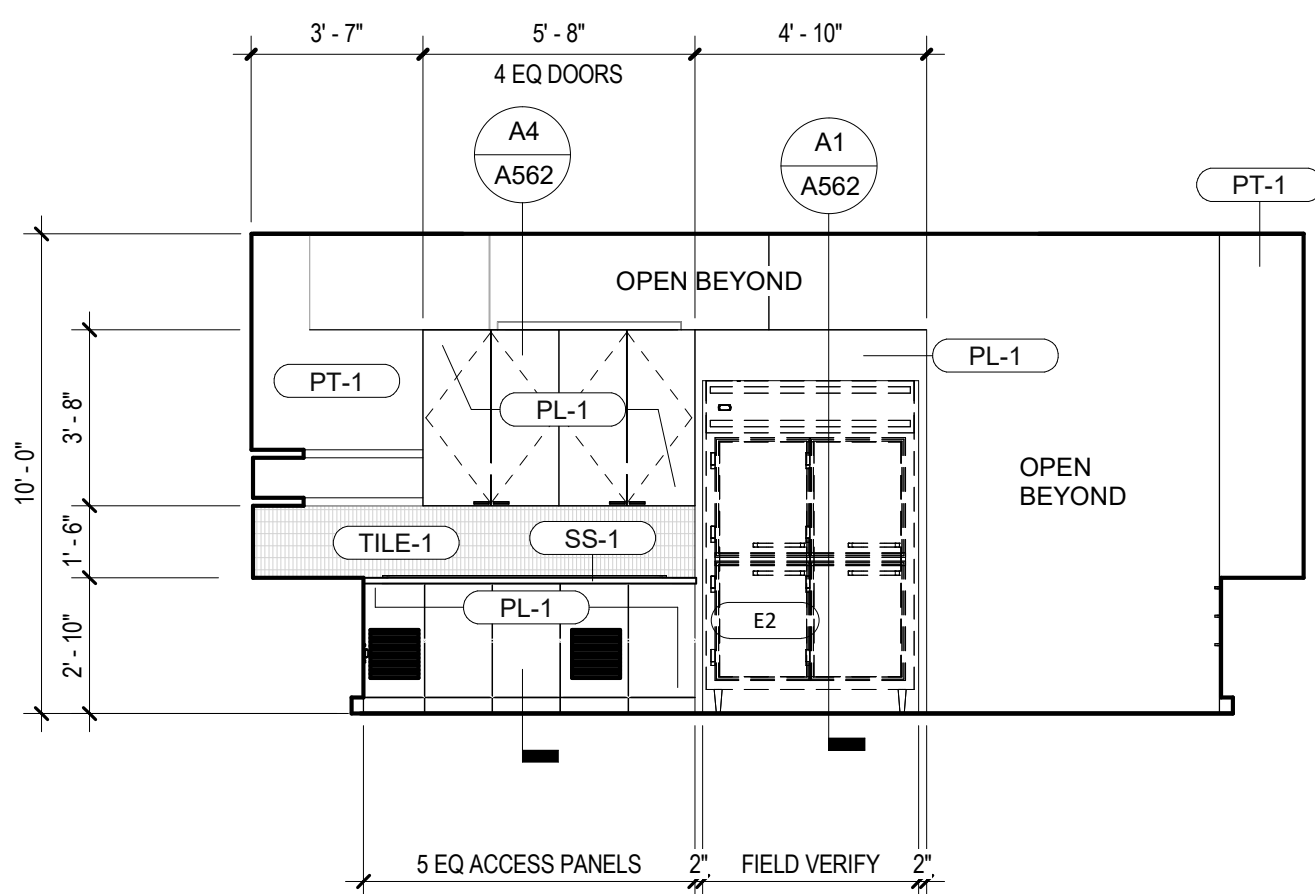 3' - 7" 5' - 8" 4' - 10"
4 EQ DOORS
A4
A562
A1
A562
PT-1
OPEN BEYOND
PL-1
PT-1
PL-1
3' - 8"
10' - 0"
OPEN
BEYOND
1' - 6"
TILE-1
SS-1
PL-1
E2
2' - 10"
5 EQ ACCESS PANELS 2" FIELD VERIFY 2"